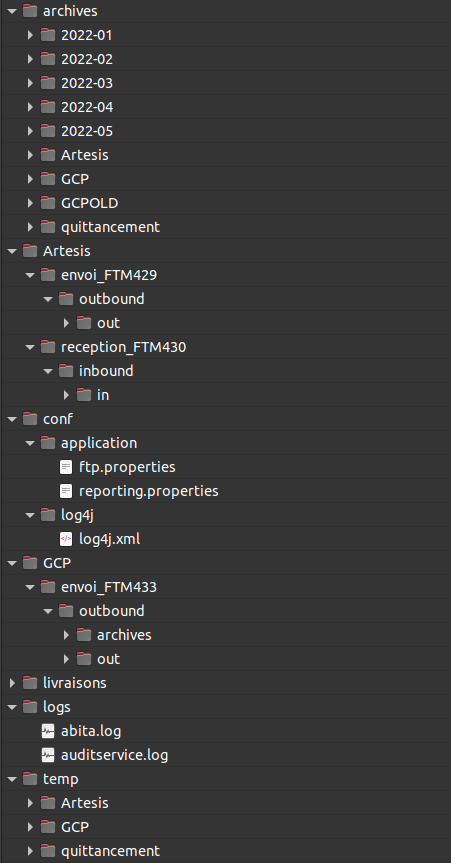 archives
2022-01
2022-02
2022-03
2022-04
2022-05
Artesis
GCP
GCPOLD
quittancement
Artesis
envoi_FTM429
outbound
out
reception_FTM430
inbound
in
conf
application
ftp.properties
reporting.properties
log4j
log4j.xml
GCP
envoi_FTM433
outbound
archives
out
livraisons
logs
abita.log
auditservice.log
temp
Artesis
GCP
quittancement